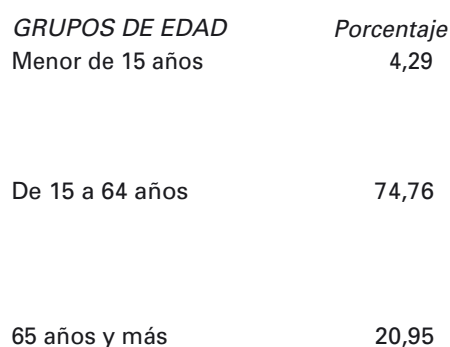 GRUPOS DE EDAD Porcentaje
Menor de 15 años 4,29
De 15 a 64 años 74,76
65 años y más 20,95